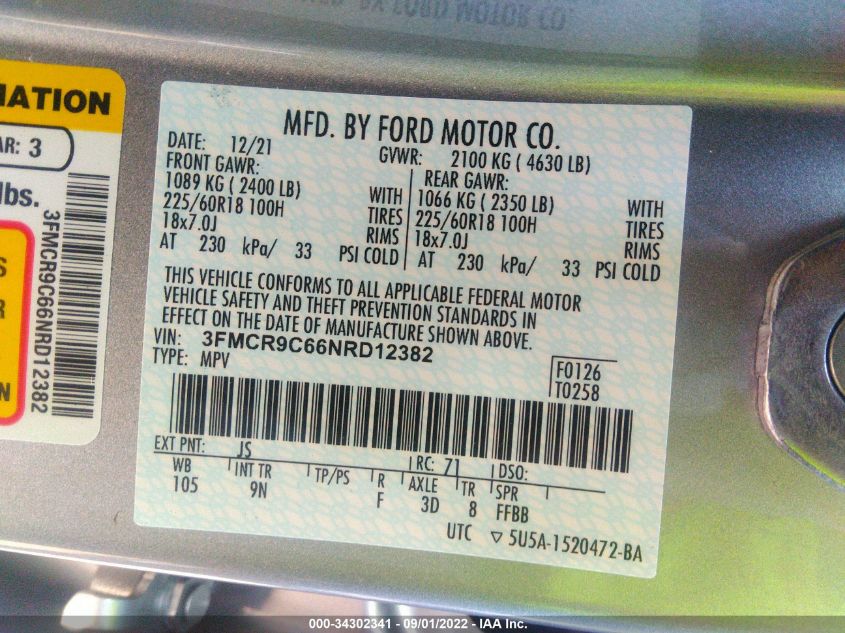 BY FORD MOTOR CO
MATION
AR: 3
lbs.
3FMCR9C66NRD12382
S
R
N
MFD. BY FORD MOTOR CO.
DATE: 12/21 GVWR: 2100 KG ( 4630 LB)
FRONT GAWR: REAR GAWR:
1089 KG ( 2400 LB) WITH 1066 KG ( 2350 LB) WITH
225/60R18 100H TIRES 225/60R18 100H TIRES
18x7.0J RIMS 18x7.0J RIMS
AT 230 kPa/ 33 PSI COLD AT 230 kPa/ 33 PSI COLD
THIS VEHICLE CONFORMS TO ALL APPLICABLE FEDERAL MOTOR
VEHICLE SAFETY AND THEFT PREVENTION STANDARDS IN
EFFECT ON THE DATE OF MANUFACTURE SHOWN ABOVE.
VIN: 3FMCR9C66NRD12382
TYPE: MPV
F0126
T0258
EXT PNT: JS RC: 71 DSO:
WB INT TR TP/PS R AXLE TR SPR
105 9N F 3D 8 FFBB
UTC ▽ 5U5A-1520472-BA
000-34302341 - 09/01/2022 - IAA Inc.